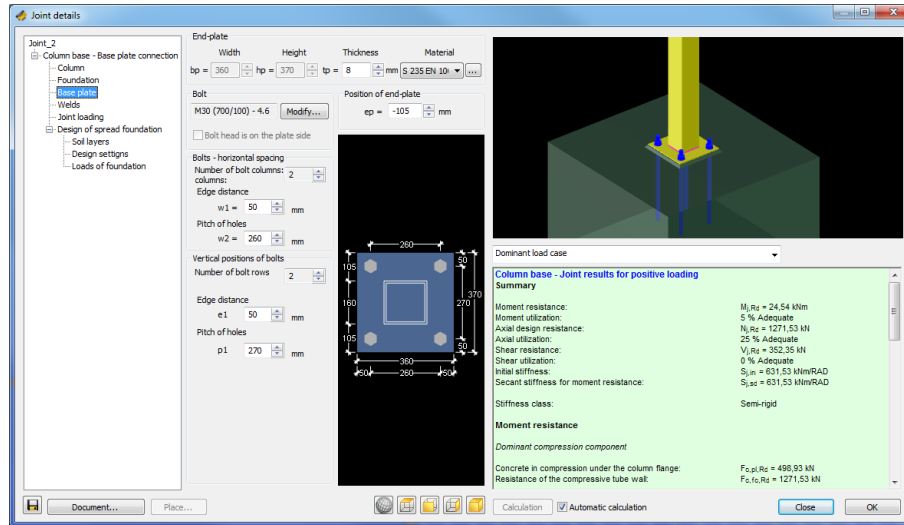 Joint details
Joint_2
Column base - Base plate connection
Column
Foundation
Base plate
Welds
Joint loading
Design of spread foundation
Soil layers
Design settigns
Loads of foundation
End-plate
Width Height Thickness Material
bp = 360 hp = 370 tp = 8 mm S 235 EN 10 ...
Bolt
M30 (700/100) - 4.6 Modify...
Bolt head is on the plate side
Position of end-plate
ep = -105 mm
Bolts - horizontal spacing
Number of bolt columns: 2
columns:
Edge distance
w1 = 50 mm
Pitch of holes
w2 = 260 mm
Vertical positions of bolts
Number of bolt rows 2
Edge distance
e1 50 mm
Pitch of holes
p1 270 mm
260
105 50
160 270 370
105 50
360
50 260 50
Dominant load case
Column base - Joint results for positive loading
Summary
Moment resistance: Mj,Rd = 24,54 kNm
Moment utilization: 5 % Adequate
Axial design resistance: Nj,Rd = 1271,53 kN
Axial utilization: 25 % Adequate
Shear resistance: Vj,Rd = 352,35 kN
Shear utilization: 0 % Adequate
Initial stiffness: Sj,ini = 631,53 kNm/RAD
Secant stiffness for moment resistance: Sj,sd = 631,53 kNm/RAD
Stiffness class: Semi-rigid
Moment resistance
Dominant compression component
Concrete in compression under the column flange: Fc,pl,Rd = 498,93 kN
Resistance of the compressive tube wall: Fc,fc,Rd = 1271,53 kN
Document... Place... Calculation Automatic calculation Close OK